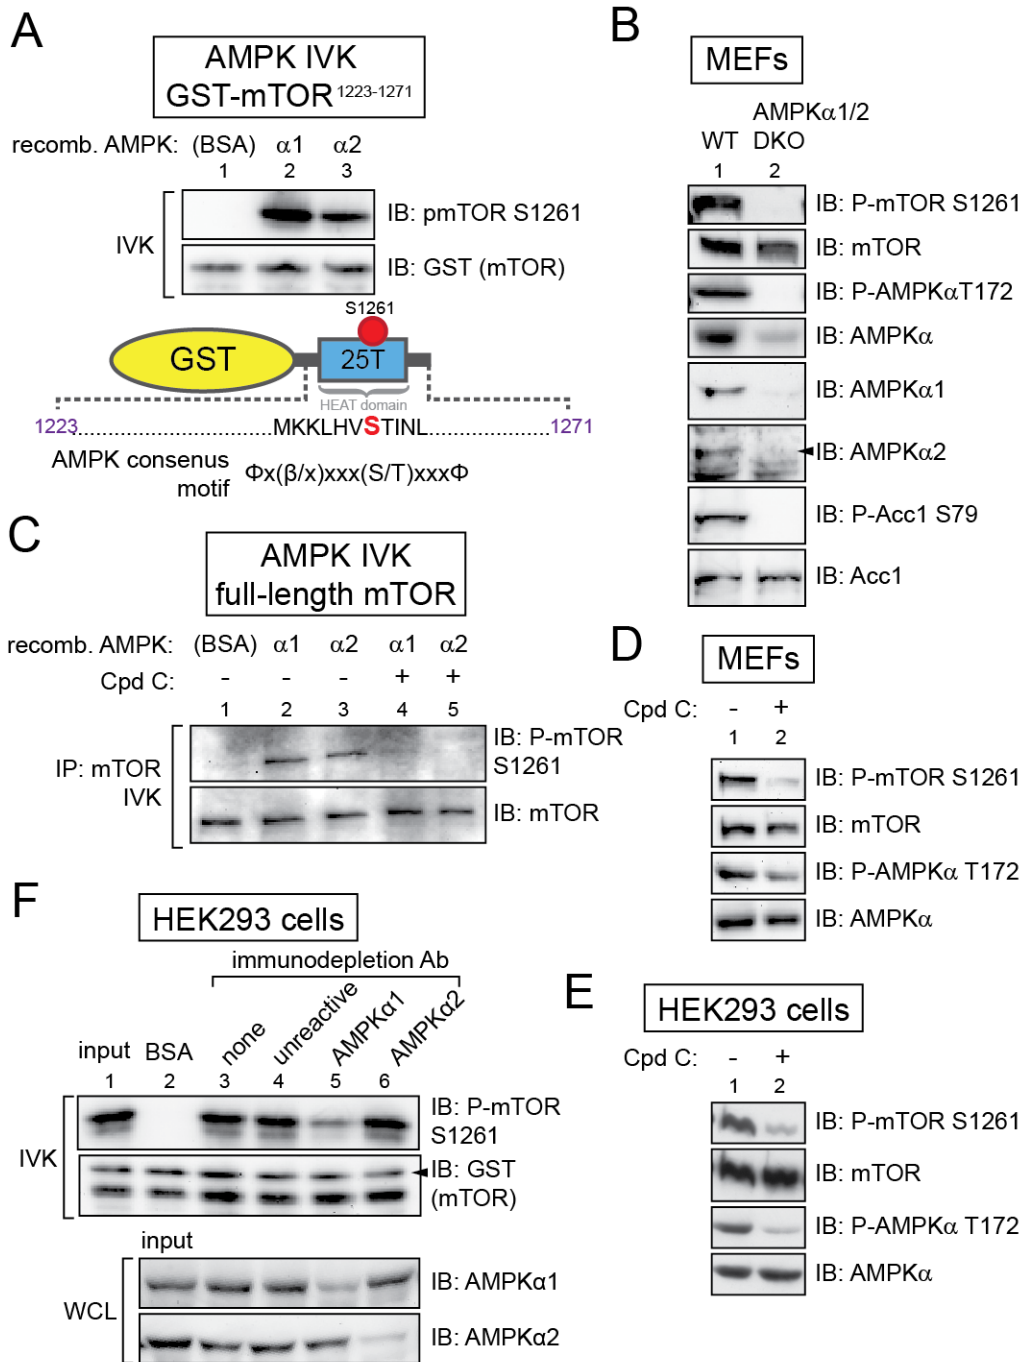 A
AMPK IVK
GST-mTOR1223-1271
recomb. AMPK: (BSA) α1 α2
1 2 3
IVK
IB: pmTOR S1261
IB: GST (mTOR)
S1261
GST
25T
HEAT domain
1223......................................MKKLHVSTINL........................1271
AMPK consenus
motif
Φx(β/x)xxx(S/T)xxxΦ
B
MEFs
AMPKα1/2
WT DKO
1 2
IB: P-mTOR S1261
IB: mTOR
IB: P-AMPKαT172
IB: AMPKα
IB: AMPKα1
IB: AMPKα2
IB: P-Acc1 S79
IB: Acc1
C
AMPK IVK
full-length mTOR
recomb. AMPK: (BSA) α1 α2 α1 α2
Cpd C: - - - + +
1 2 3 4 5
IP: mTOR
IVK
IB: P-mTOR
S1261
IB: mTOR
D
MEFs
Cpd C: - +
1 2
IB: P-mTOR S1261
IB: mTOR
IB: P-AMPKα T172
IB: AMPKα
F
HEK293 cells
immunodepletion Ab
input BSA none unreactive AMPKα1 AMPKα2
1 2 3 4 5 6
IVK
IB: P-mTOR
S1261
IB: GST
(mTOR)
input
WCL
IB: AMPKα1
IB: AMPKα2
E
HEK293 cells
Cpd C: - +
1 2
IB: P-mTOR S1261
IB: mTOR
IB: P-AMPKα T172
IB: AMPKα